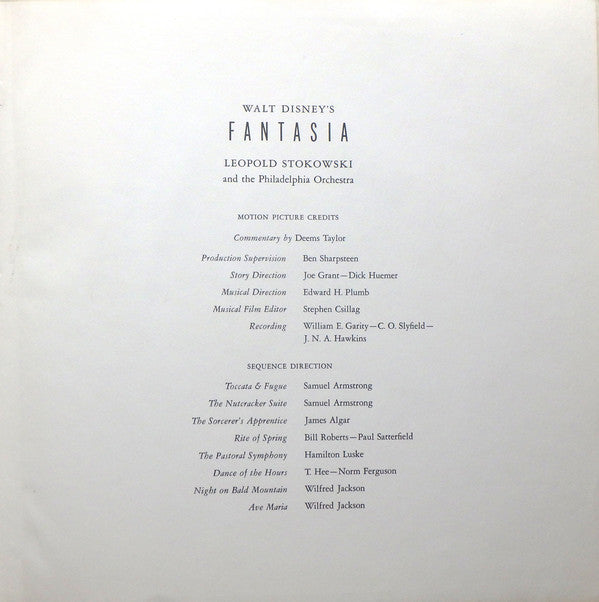 WALT DISNEY'S
FANTASIA
LEOPOLD STOKOWSKI
and the Philadelphia Orchestra
MOTION PICTURE CREDITS
Commentary by Deems Taylor
Production Supervision Ben Sharpsteen
Story Direction Joe Grant—Dick Huemer
Musical Direction Edward H. Plumb
Musical Film Editor Stephen Csillag
Recording William E. Garity—C. O. Slyfield—
J. N. A. Hawkins
SEQUENCE DIRECTION
Toccata & Fugue Samuel Armstrong
The Nutcracker Suite Samuel Armstrong
The Sorcerer's Apprentice James Algar
Rite of Spring Bill Roberts—Paul Satterfield
The Pastoral Symphony Hamilton Luske
Dance of the Hours T. Hee—Norm Ferguson
Night on Bald Mountain Wilfred Jackson
Ave Maria Wilfred Jackson